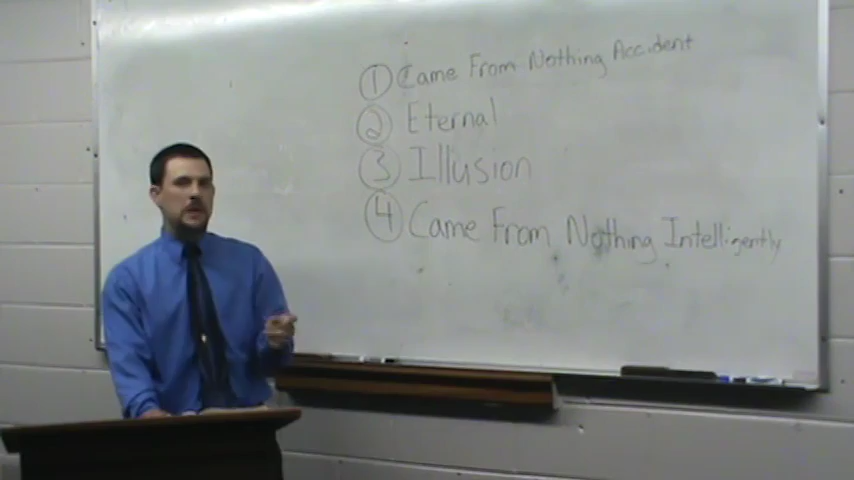 ① Came From Nothing Accident
② Eternal
③ Illusion
④ Came From Nothing Intelligently